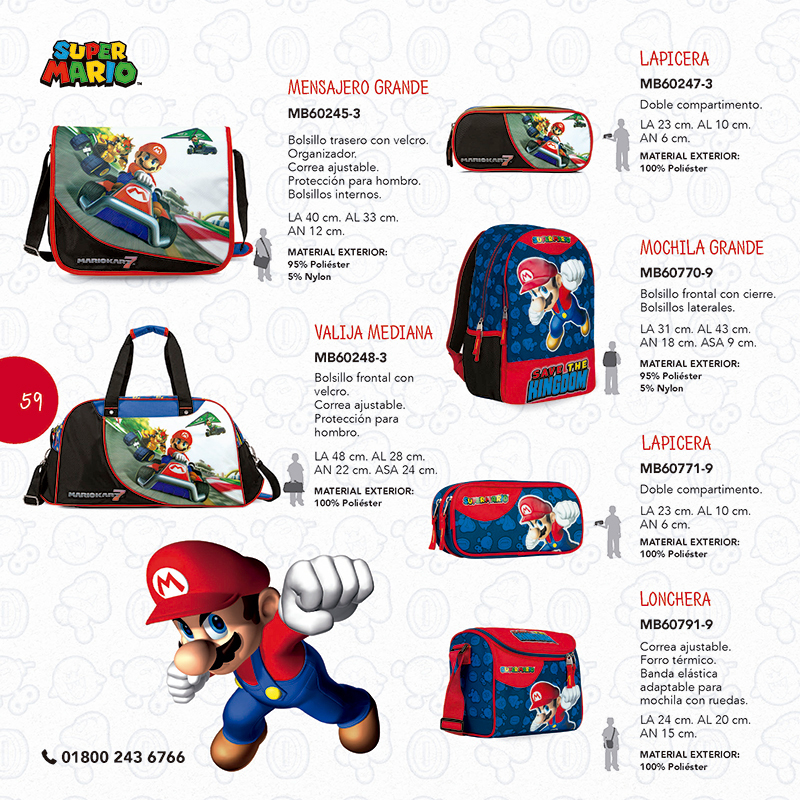 SUPER
MARIO
TM
MENSAJERO GRANDE
MB60245-3
Bolsillo trasero con velcro.
Organizador.
Correa ajustable.
Protección para hombro.
Bolsillos internos.
LA 40 cm. AL 33 cm.
AN 12 cm.
MATERIAL EXTERIOR:
95% Poliéster
5% Nylon
MARIOKART 7
VALIJA MEDIANA
MB60248-3
Bolsillo frontal con
velcro.
Correa ajustable.
Protección para
hombro.
LA 48 cm. AL 28 cm.
AN 22 cm. ASA 24 cm.
MATERIAL EXTERIOR:
100% Poliéster
MARIOKART 7
59
LAPICERA
MB60247-3
Doble compartimento.
LA 23 cm. AL 10 cm.
AN 6 cm.
MATERIAL EXTERIOR:
100% Poliéster
MARIOKART 7
MOCHILA GRANDE
MB60770-9
Bolsillo frontal con cierre.
Bolsillos laterales.
LA 31 cm. AL 43 cm.
AN 18 cm. ASA 9 cm.
MATERIAL EXTERIOR:
95% Poliéster
5% Nylon
SUPER MARIO
SAVE THE
KINGDOM
LAPICERA
MB60771-9
Doble compartimento.
LA 23 cm. AL 10 cm.
AN 6 cm.
MATERIAL EXTERIOR:
100% Poliéster
SUPER MARIO
LONCHERA
MB60791-9
Correa ajustable.
Forro térmico.
Banda elástica
adaptable para
mochila con ruedas.
LA 24 cm. AL 20 cm.
AN 15 cm.
MATERIAL EXTERIOR:
100% Poliéster
SUPER MARIO
M
01800 243 6766